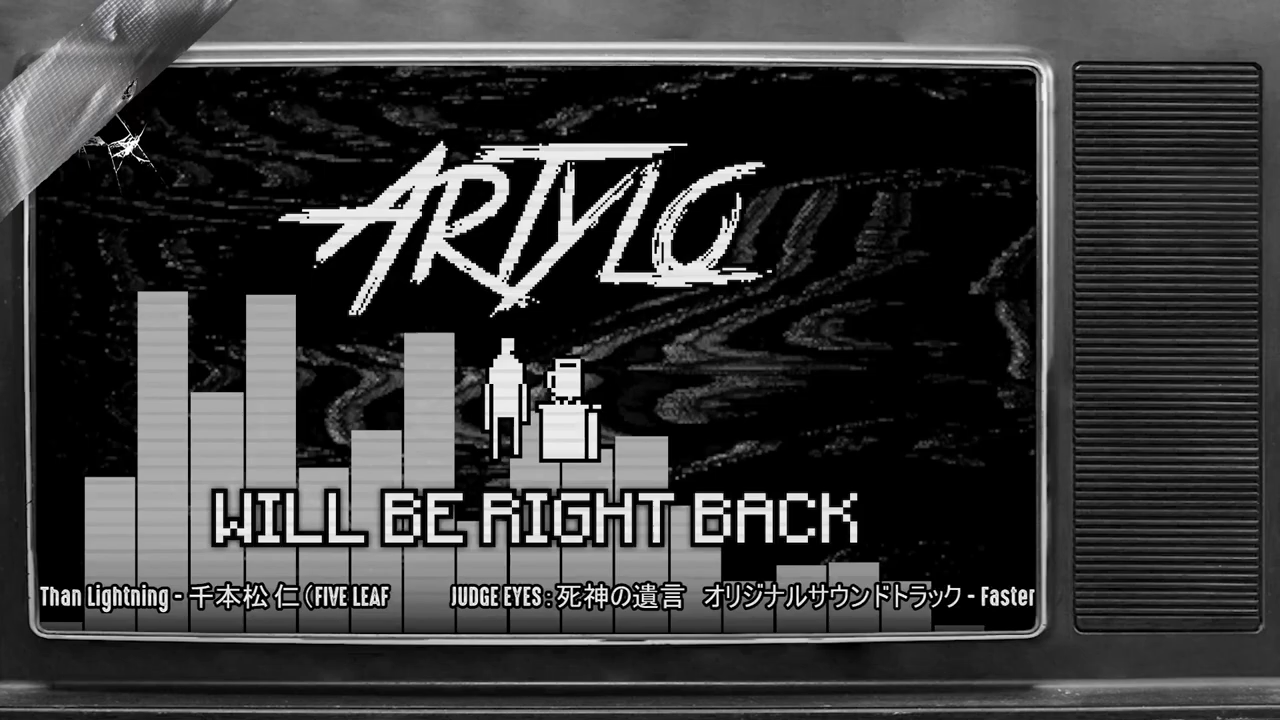 ARTYLO
WILL BE RIGHT BACK
Than Lightning - 千本松 仁 (FIVE LEAF JUDGE EYES : 死神の遺言 オリジナルサウンドトラック - Faster